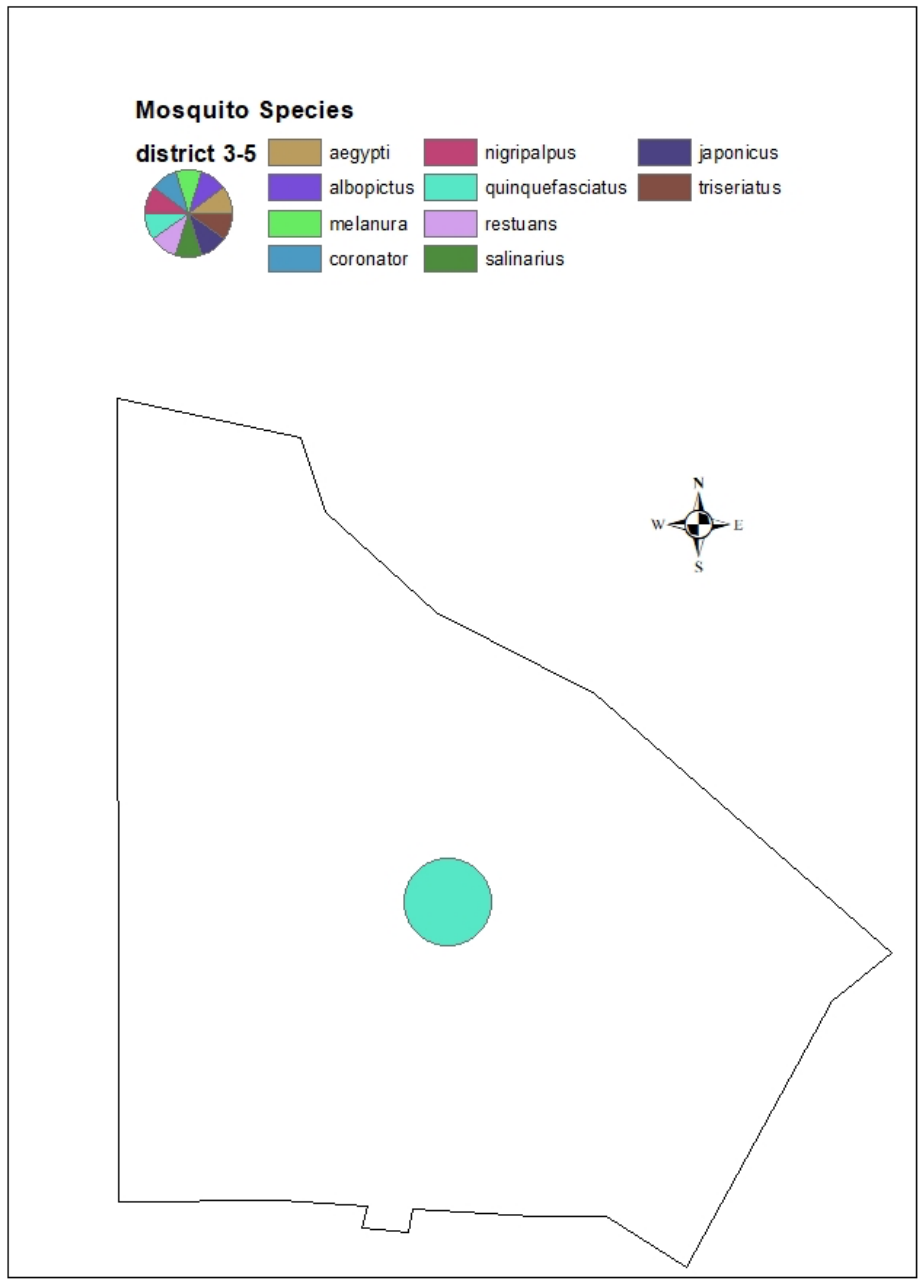 Mosquito Species
district 3-5
aegypti
albopictus
melanura
coronator
nigripalpus
quinquefasciatus
restuans
salinarius
japonicus
triseriatus
N
W E
S